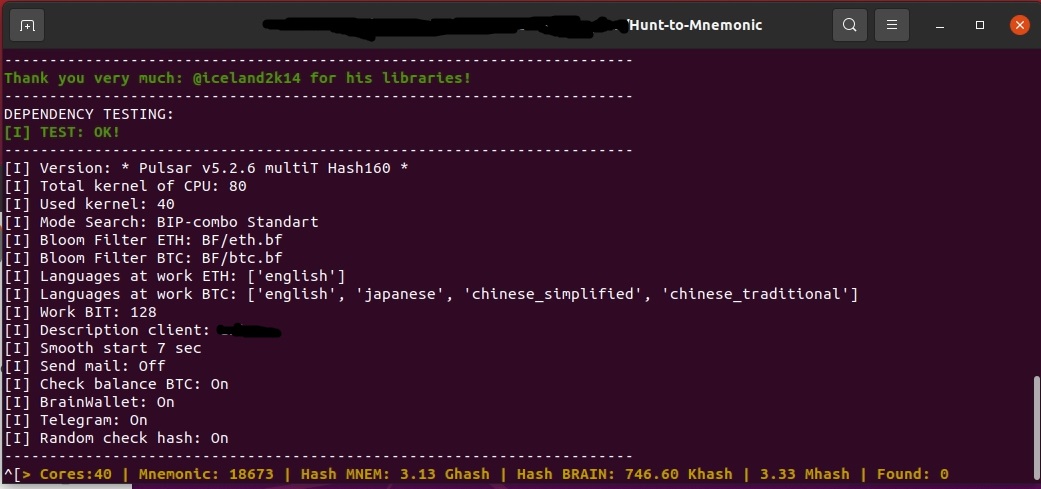 /Hunt-to-Mnemonic
----------------------------------------------------------------------
Thank you very much: @iceland2k14 for his libraries!
----------------------------------------------------------------------
DEPENDENCY TESTING:
[I] TEST: OK!
----------------------------------------------------------------------
[I] Version: * Pulsar v5.2.6 multiT Hash160 *
[I] Total kernel of CPU: 80
[I] Used kernel: 40
[I] Mode Search: BIP-combo Standart
[I] Bloom Filter ETH: BF/eth.bf
[I] Bloom Filter BTC: BF/btc.bf
[I] Languages at work ETH: ['english']
[I] Languages at work BTC: ['english', 'japanese', 'chinese_simplified', 'chinese_traditional']
[I] Work BIT: 128
[I] Description client:
[I] Smooth start 7 sec
[I] Send mail: Off
[I] Check balance BTC: On
[I] BrainWallet: On
[I] Telegram: On
[I] Random check hash: On
----------------------------------------------------------------------
^[> Cores:40 | Mnemonic: 18673 | Hash MNEM: 3.13 Ghash | Hash BRAIN: 746.60 Khash | 3.33 Mhash | Found: 0